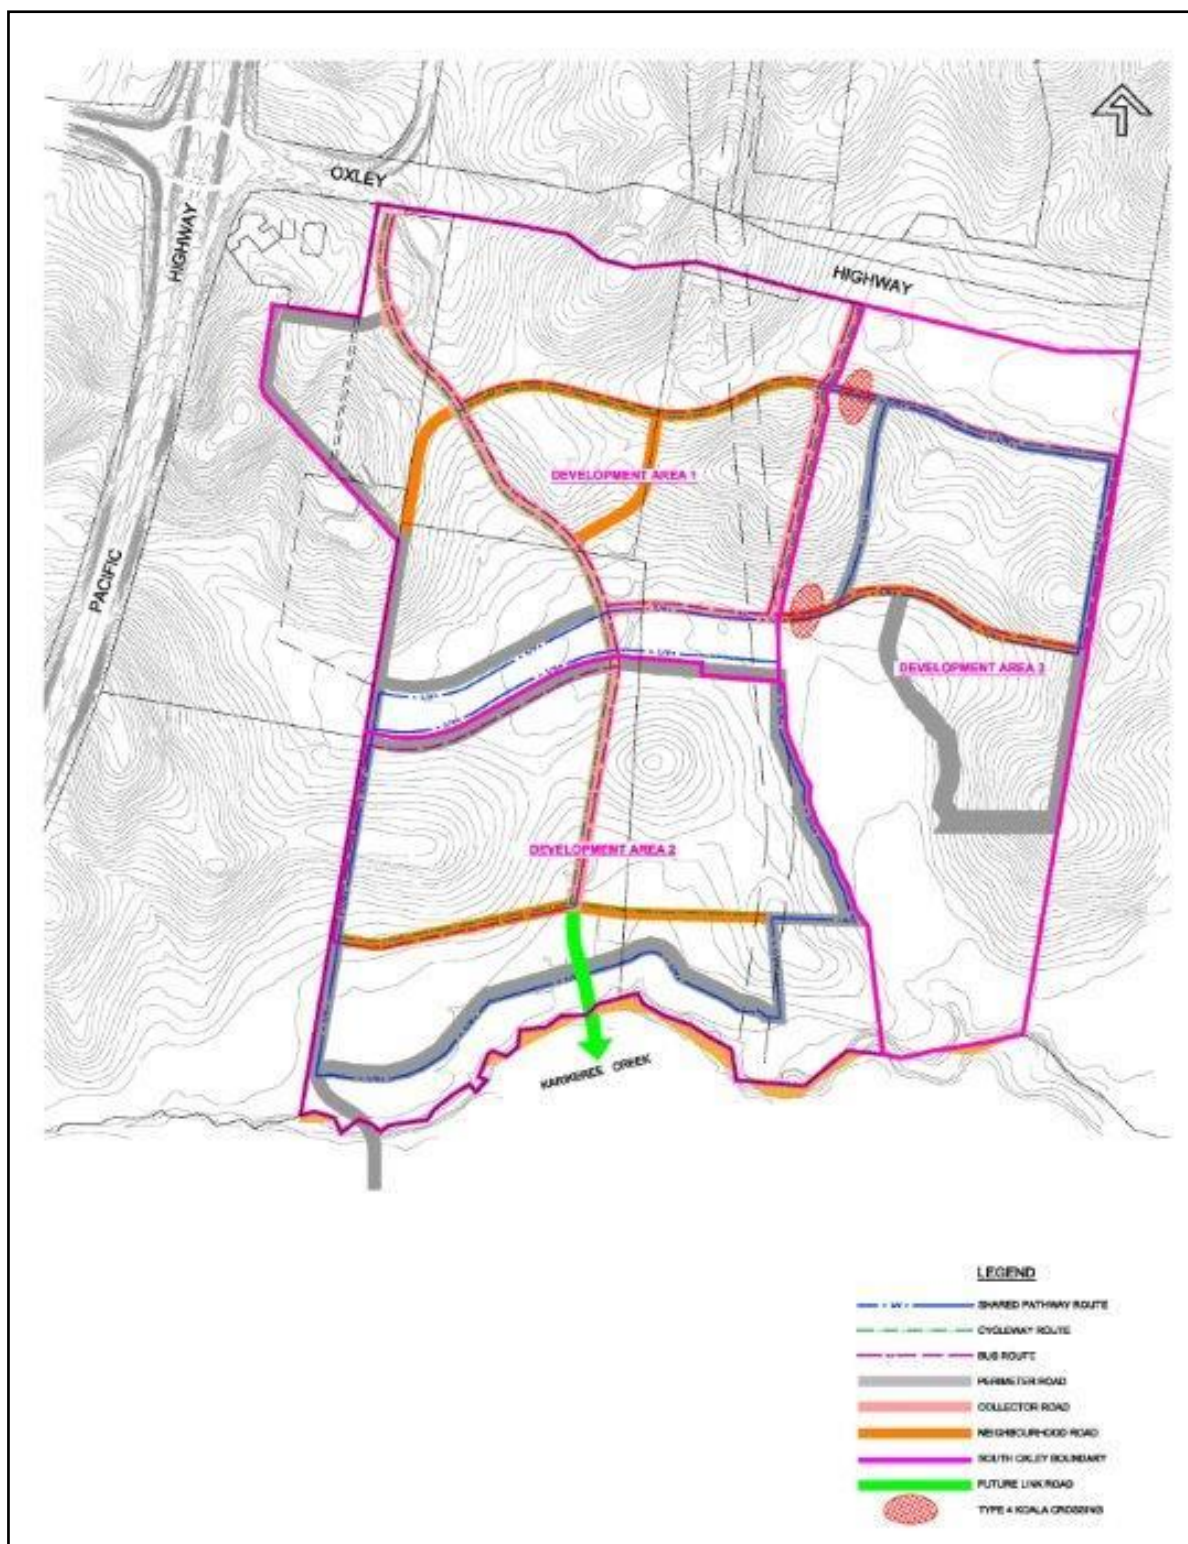 OXLEY
HIGHWAY
HIGHWAY
PACIFIC
DEVELOPMENT AREA 1
DEVELOPMENT AREA 3
DEVELOPMENT AREA 2
CREEK
LEGEND
SHARED PATHWAY ROUTE
CYCLEWAY ROUTE
BUS ROUTE
PERIMETER ROAD
COLLECTOR ROAD
NEIGHBOURHOOD ROAD
SOUTH OXLEY BOUNDARY
FUTURE LINK ROAD
TYPE 4 KOALA CROSSING